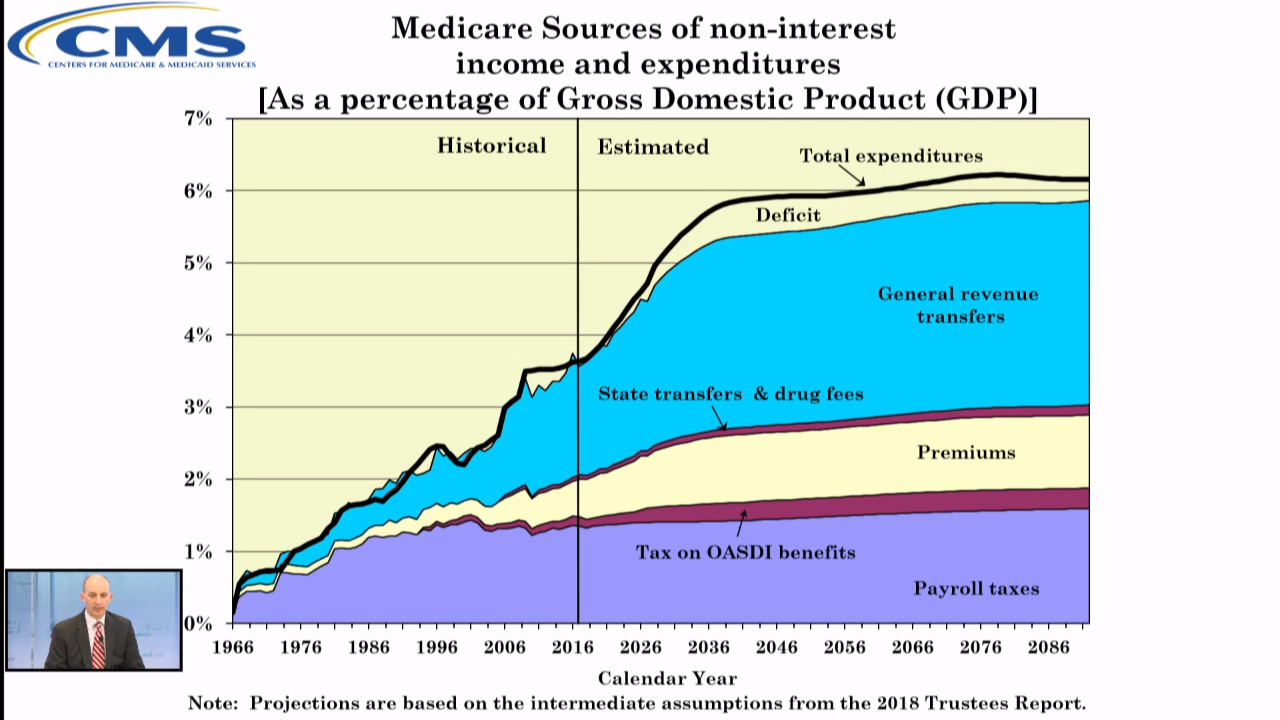 CMS
CENTERS FOR MEDICARE & MEDICAID SERVICES
Medicare Sources of non-interest
income and expenditures
[As a percentage of Gross Domestic Product (GDP)]
7%
6%
5%
4%
3%
2%
1%
0%
Historical
Estimated
Total expenditures
Deficit
General revenue
transfers
State transfers & drug fees
Premiums
Tax on OASDI benefits
Payroll taxes
1966 1976 1986 1996 2006 2016 2026 2036 2046 2056 2066 2076 2086
Calendar Year
Note: Projections are based on the intermediate assumptions from the 2018 Trustees Report.